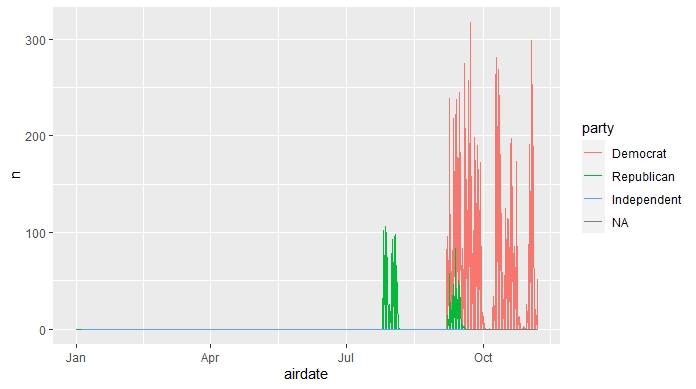 300
200
100
0
n
Jan
Apr
Jul
Oct
airdate
party
Democrat
Republican
Independent
NA